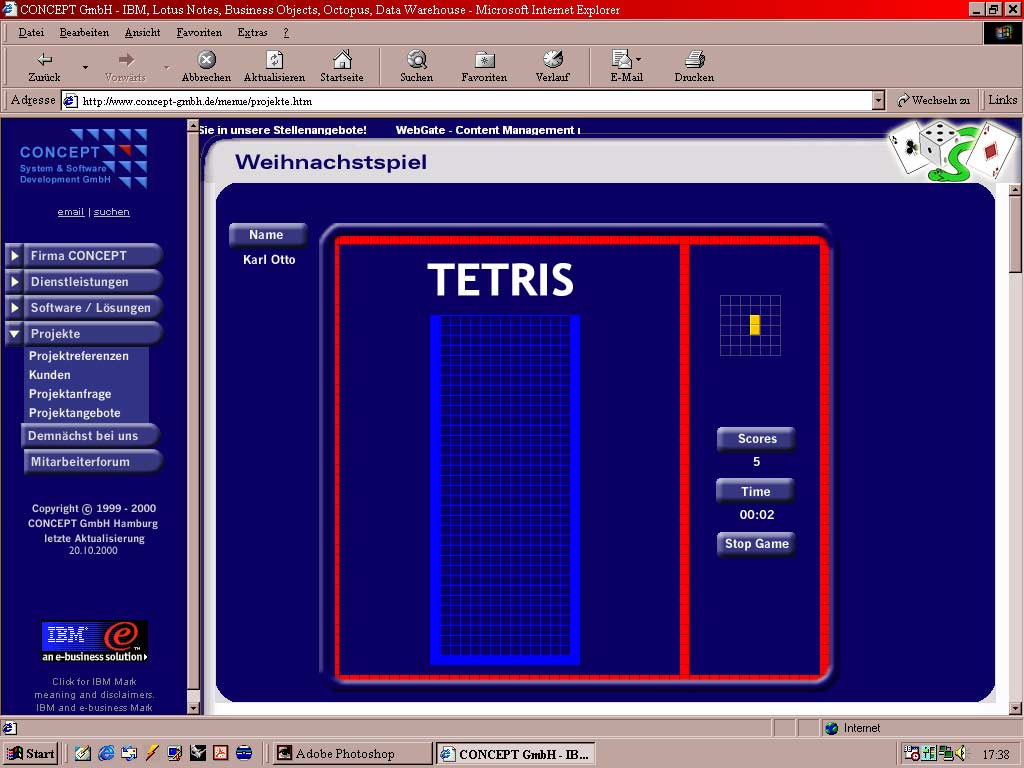 CONCEPT GmbH - IBM, Lotus Notes, Business Objects, Octopus, Data Warehouse - Microsoft Internet Explorer
Datei Bearbeiten Ansicht Favoriten Extras ?
Zurück Vorwärts Abbrechen Aktualisieren Startseite Suchen Favoriten Verlauf E-Mail Drucken
Adresse http://www.concept-gmbh.de/menue/projekte.htm Wechseln zu Links
CONCEPT
System & Software
Development GmbH
email | suchen
Firma CONCEPT
Dienstleistungen
Software / Lösungen
Projekte
Projektreferenzen
Kunden
Projektanfrage
Projektangebote
Demnächst bei uns
Mitarbeiterforum
Copyright © 1999 - 2000
CONCEPT GmbH Hamburg
letzte Aktualisierung
20.10.2000
IBM e TM
an e-business solution
Click for IBM Mark
meaning and disclaimers.
IBM and e-business Mark
Sie in unsere Stellenangebote! WebGate - Content Management
Weihnachstspiel
Name
Karl Otto
TETRIS
Scores
5
Time
00:02
Stop Game
Internet
Start Adobe Photoshop CONCEPT GmbH - IB... 17:38